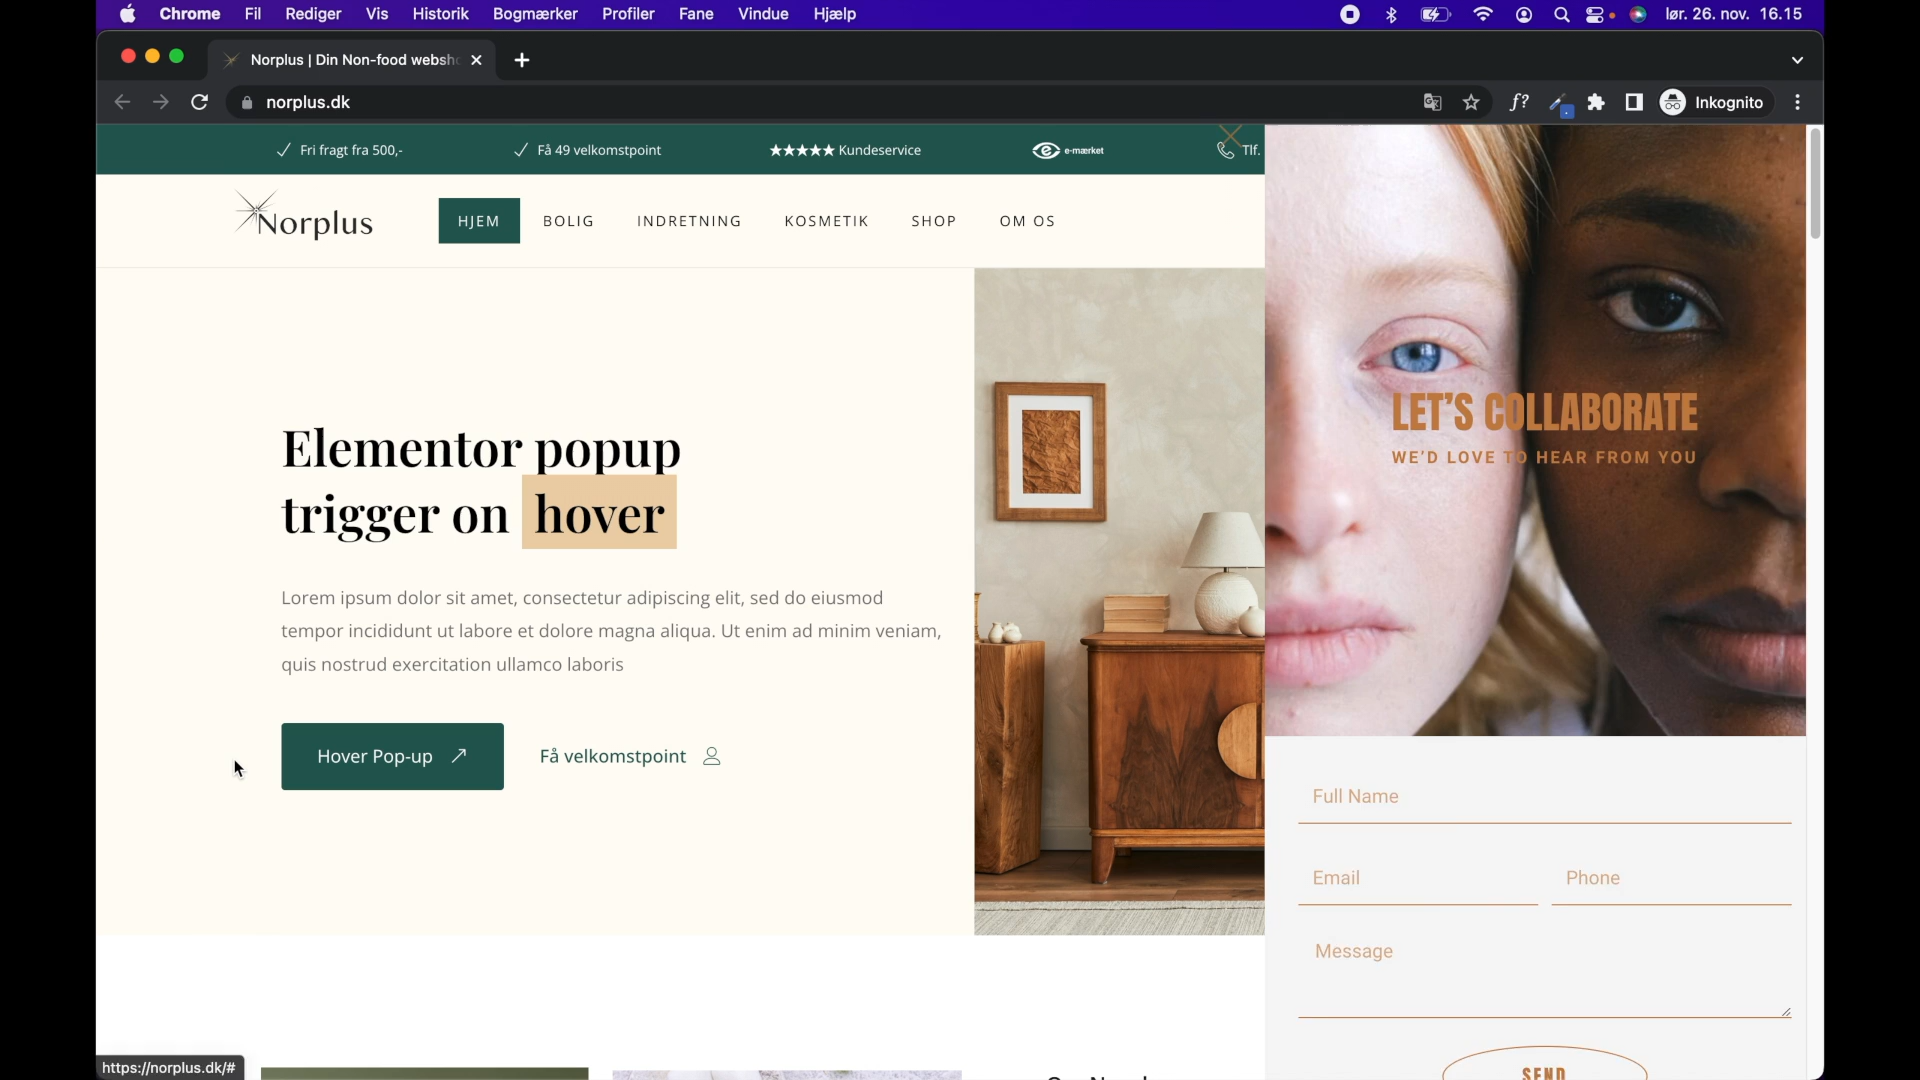 Chrome Fil Rediger Vis Historik Bogmærker Profiler Fane Vindue Hjælp lør. 26. nov. 16.15
Norplus | Din Non-food websh
norplus.dk
f? Inkognito
Fri fragt fra 500,- Få 49 velkomstpoint ★★★★★ Kundeservice e-mærket Tlf.
Norplus HJEM BOLIG INDRETNING KOSMETIK SHOP OM OS
Elementor popup
trigger on hover
Lorem ipsum dolor sit amet, consectetur adipiscing elit, sed do eiusmod
tempor incididunt ut labore et dolore magna aliqua. Ut enim ad minim veniam,
quis nostrud exercitation ullamco laboris
Hover Pop-up Få velkomstpoint
https://norplus.dk/#
LET'S COLLABORATE
WE'D LOVE TO HEAR FROM YOU
Full Name
Email Phone
Message
SEND